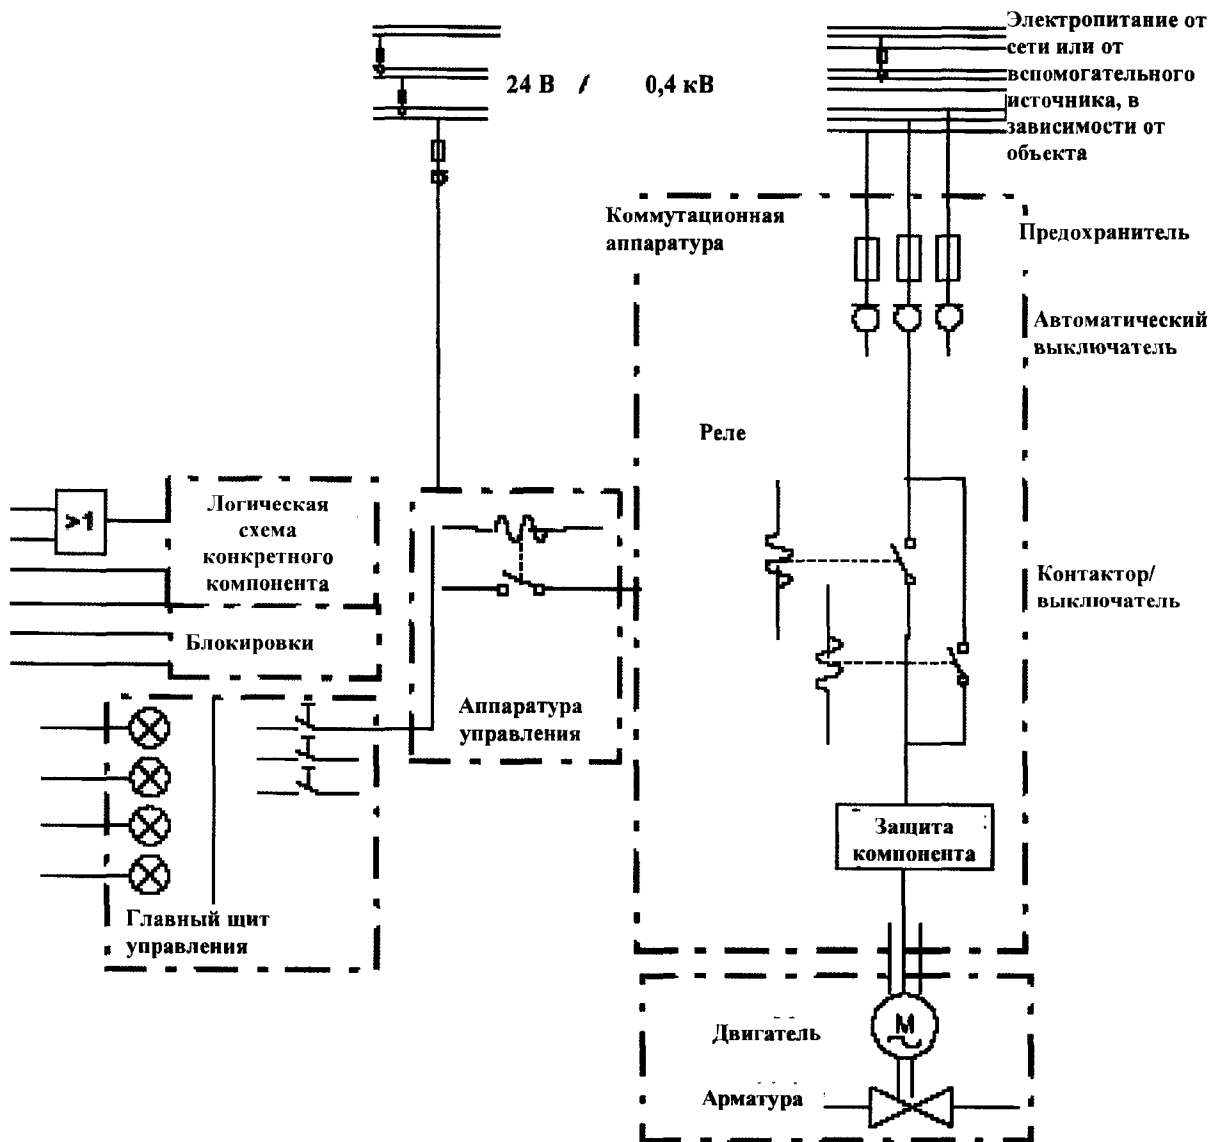 Электропитание от
сети или от
вспомогательного
источника, в
зависимости от
объекта
24 В / 0,4 кВ
Коммутационная
аппаратура
Предохранитель
Автоматический
выключатель
Реле
Контактор/
выключатель
>1
Логическая
схема
конкретного
компонента
Блокировки
Аппаратура
управления
Главный щит
управления
Защита
компонента
Двигатель
М
Арматура